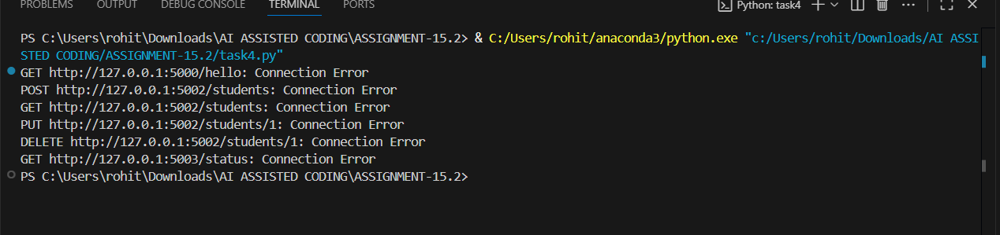 PROBLEMS OUTPUT DEBUG CONSOLE TERMINAL PORTS Python: task4
PS C:\Users\rohit\Downloads\AI ASSISTED CODING\ASSIGNMENT-15.2> & C:/Users/rohit/anaconda3/python.exe "c:/Users/rohit/Downloads/AI ASSI
STED CODING/ASSIGNMENT-15.2/task4.py"
GET http://127.0.0.1:5000/hello: Connection Error
POST http://127.0.0.1:5002/students: Connection Error
GET http://127.0.0.1:5002/students: Connection Error
PUT http://127.0.0.1:5002/students/1: Connection Error
DELETE http://127.0.0.1:5002/students/1: Connection Error
GET http://127.0.0.1:5003/status: Connection Error
PS C:\Users\rohit\Downloads\AI ASSISTED CODING\ASSIGNMENT-15.2>